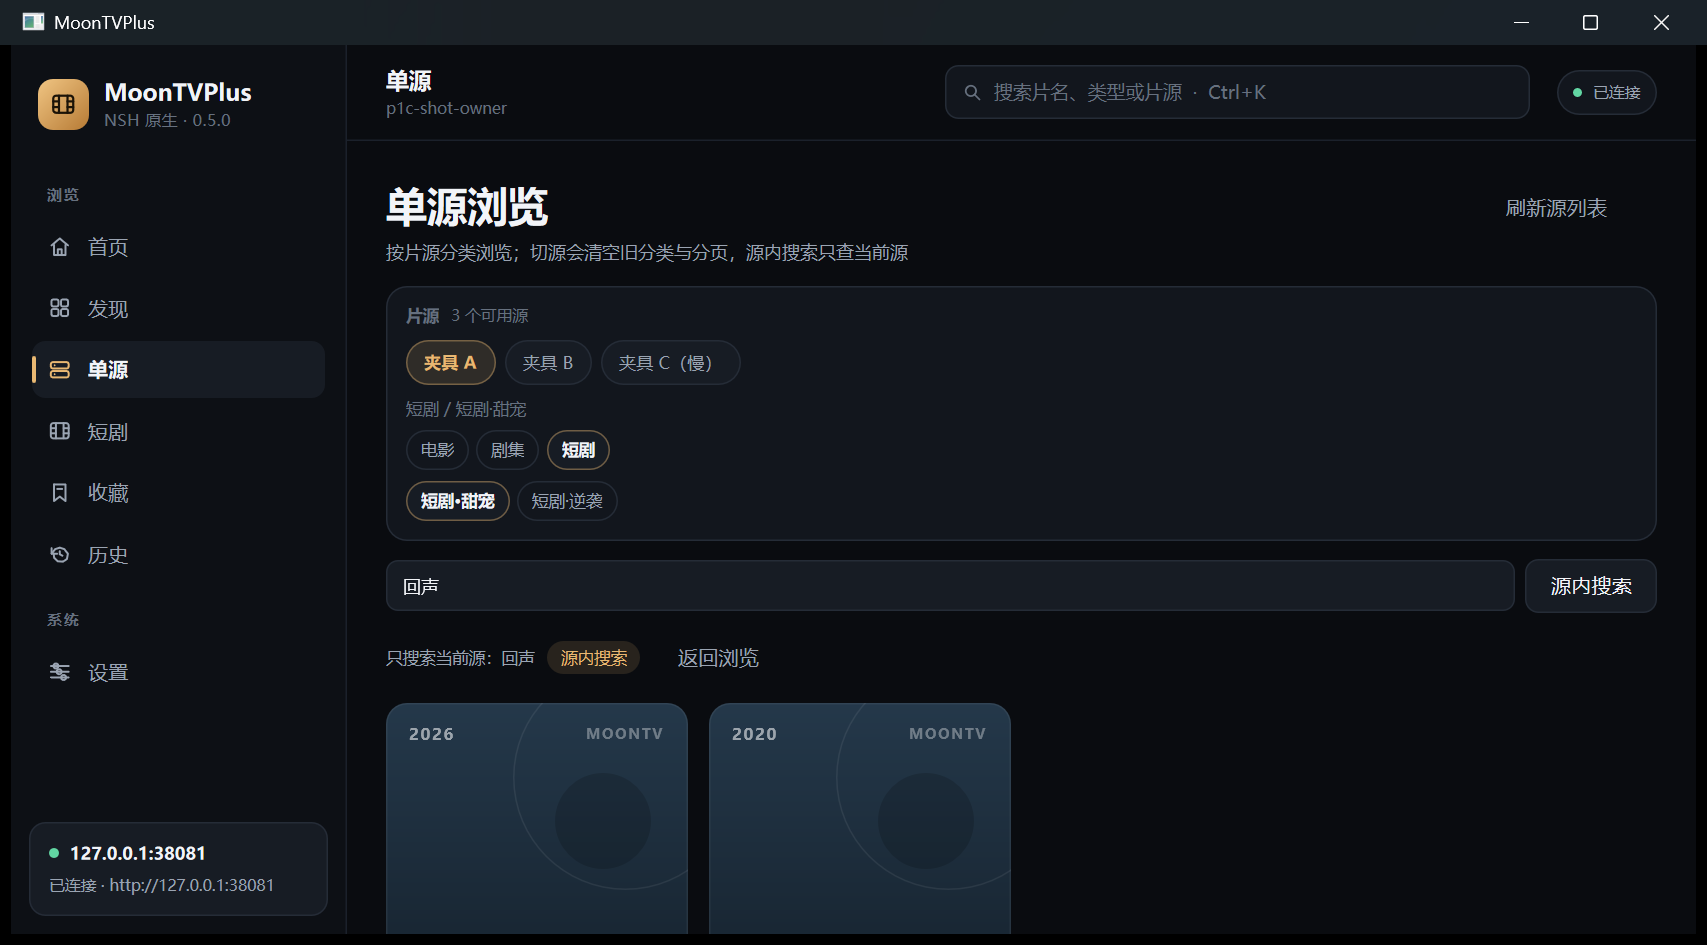 MoonTVPlus
MoonTVPlus
NSH 原生 · 0.5.0
浏览
首页
发现
单源
短剧
收藏
历史
系统
设置
127.0.0.1:38081
已连接 · http://127.0.0.1:38081
单源
p1c-shot-owner
搜索片名、类型或片源 · Ctrl+K
已连接
单源浏览
刷新源列表
按片源分类浏览；切源会清空旧分类与分页，源内搜索只查当前源
片源 3 个可用源
夹具 A 夹具 B 夹具 C（慢）
短剧 / 短剧·甜宠
电影 剧集 短剧
短剧·甜宠 短剧·逆袭
回声
源内搜索
只搜索当前源：回声 源内搜索 返回浏览
2026 MOONTV
2020 MOONTV